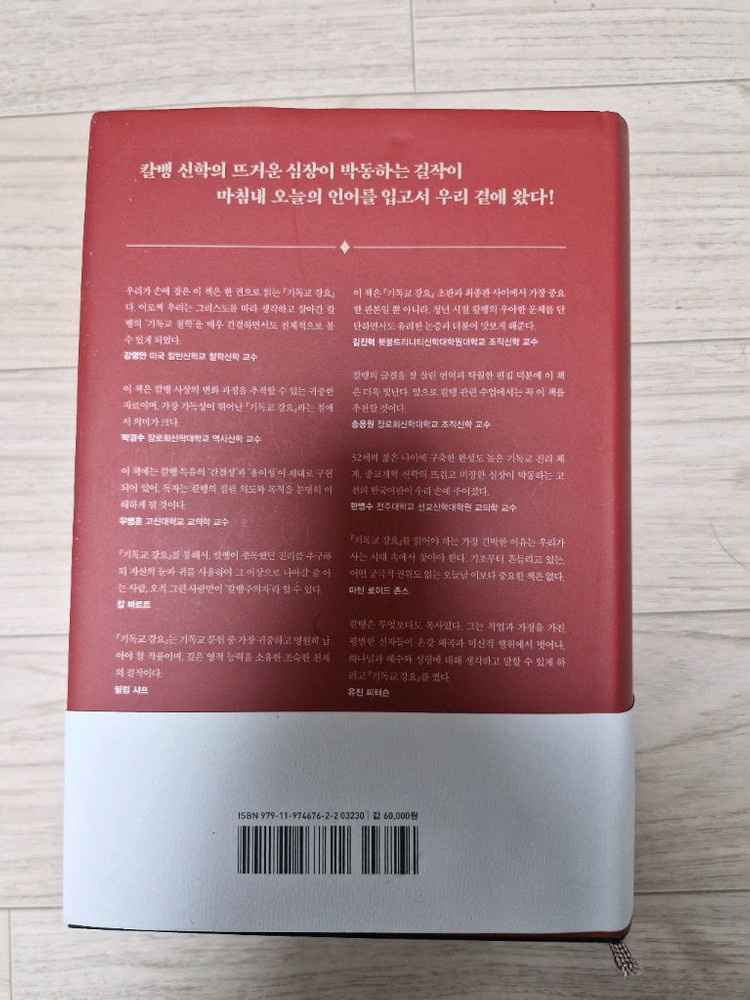 칼뱅 신학의 뜨거운 심장이 박동하는 걸작이
마침내 오늘의 언어를 입고서 우리 곁에 왔다!
우리가 손에 잡은 이 책은 한 권으로 읽는 『기독교 강요』
다. 이로써 우리는 그리스도를 따라 생각하고 살아간 칼
뱅의 '기독교 철학'을 매우 간결하면서도 전체적으로 볼
수 있게 되었다.
강영안 미국 칼빈신학교 철학신학 교수
이 책은 칼뱅 사상의 변화 과정을 추적할 수 있는 귀중한
자료이며, 가장 가독성이 뛰어난 『기독교 강요』라는 점에
서 의미가 크다.
박경수 장로회신학대학교 역사신학 교수
이 책에는 칼뱅 특유의 '간결성'과 '용이성'이 제대로 구현
되어 있어, 독자는 칼뱅의 집필 의도와 목적을 분명히 이
해하게 될 것이다.
우병훈 고신대학교 교의학 교수
『기독교 강요』를 통해서, 칼뱅이 증폭했던 진리를 추구하
되 자신의 눈과 귀를 사용하여 그 이상으로 나아갈 줄 아
는 사람, 오직 그런 사람만이 '칼뱅주의자'라 할 수 있다.
칼 바르트
『기독교 강요』는 기독교 문헌 중 가장 귀중하고 영원히 남
아야 할 작품이며, 깊은 영적 능력을 소유한 조숙한 천재
의 걸작이다.
필립 샤프
이 책은 『기독교 강요』 초판과 최종판 사이에서 가장 중요
한 판본일 뿐 아니라, 청년 시절 칼뱅의 우아한 문체를 단
단하면서도 유려한 논증과 더불어 맛보게 해준다.
김진혁 횃불트리니티신학대학원대학교 조직신학 교수
칼뱅의 글결을 잘 살린 번역과 탁월한 편집 덕분에 이 책
은 더욱 빛난다. 앞으로 칼뱅 관련 수업에서는 꼭 이 책을
추천할 것이다.
송용원 장로회신학대학교 조직신학 교수
32세의 젊은 나이에 구축한 완성도 높은 기독교 진리 체
계, 종교개혁 신학의 뜨겁고 비장한 심장이 박동하는 고
전의 한국어판이 우리 손에 주어졌다.
한병수 전주대학교 선교신학대학원 교의학 교수
『기독교 강요』를 읽어야 하는 가장 긴박한 이유는 우리가
사는 시대 속에서 찾아야 한다. 기초부터 흔들리고 있는,
어떤 궁극적 권위도 없는 오늘날 이보다 중요한 책은 없다.
마틴 로이드 존스
칼뱅은 무엇보다도 목사였다. 그는 직업과 가정을 가진
평범한 신자들이 온갖 왜곡과 미신적 행위에서 벗어나,
하나님과 예수와 성령에 대해 생각하고 말할 수 있게 하
려고 『기독교 강요』를 썼다.
유진 피터슨
ISBN 979-11-974676-2-2 03230 | 값 60,000원